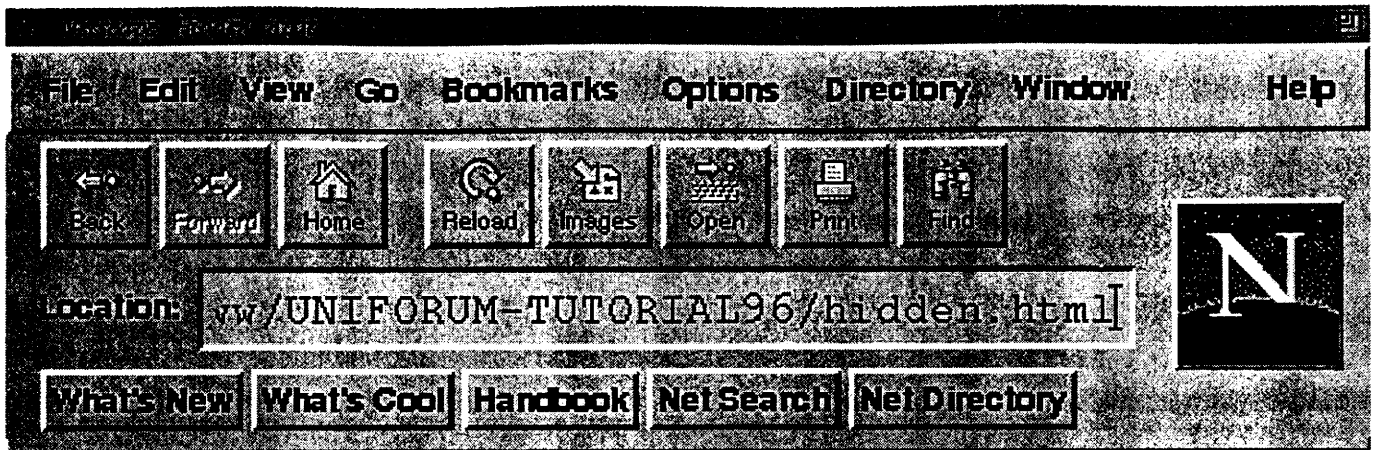 File Edit View Go Bookmarks Options Directory Window Help
Back Forward Home Reload Images Open Print Find
N
Location: vw/UNIFORUM-TUTORIAL96/hidden.html
What's New What's Cool Handbook Net Search Net Directory